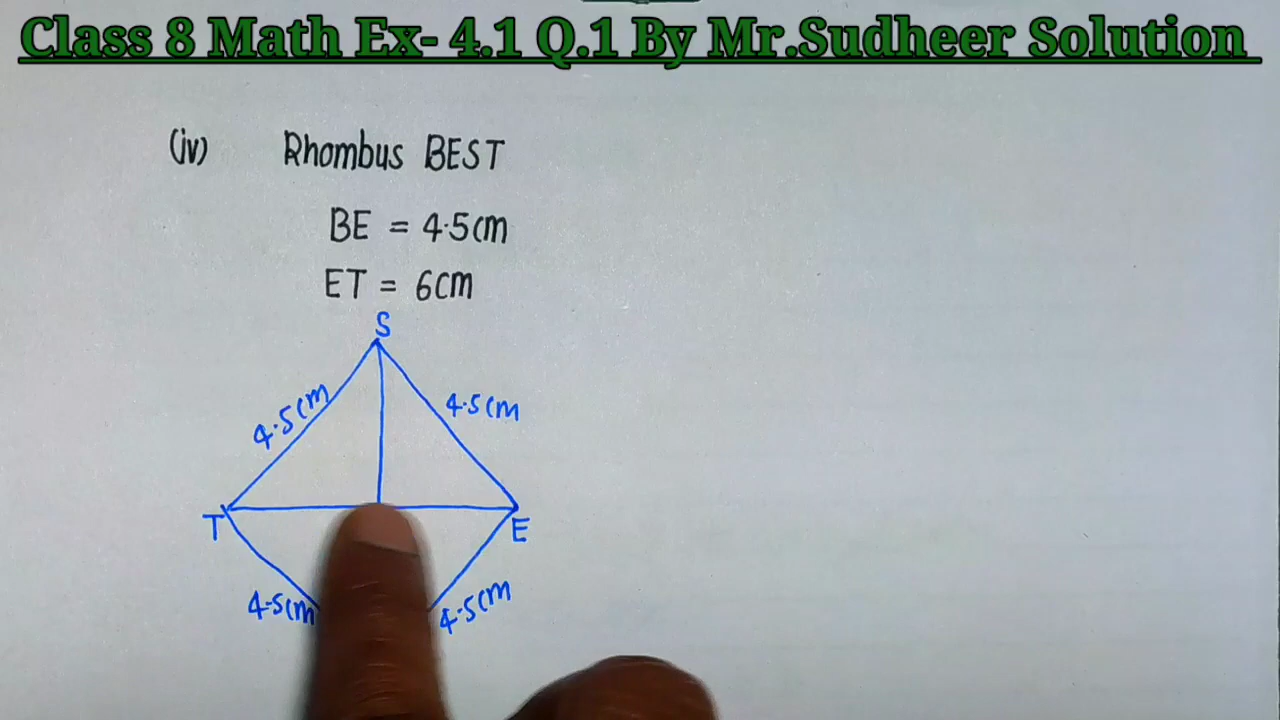 Class 8 Math Ex- 4.1 Q.1 By Mr.Sudheer Solution
(iv) Rhombus BEST
BE = 4.5cm
ET = 6cm
S
4.5cm
4.5cm
T
E
4.5cm
4.5cm